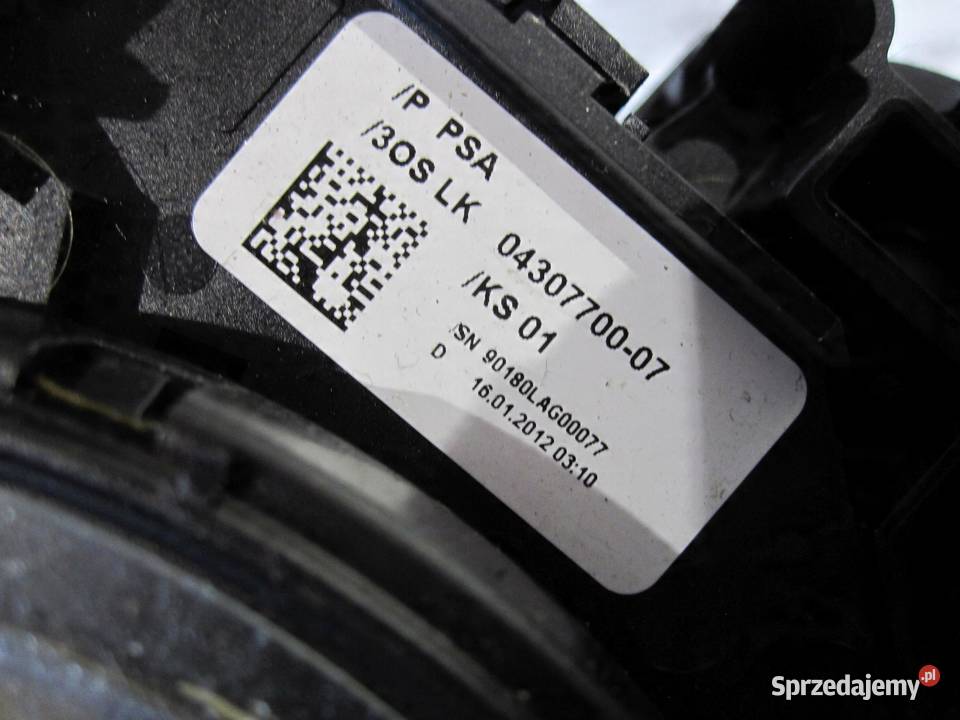 /P PSA 04307700-07
/3OS LK /KS 01
/SN 90180LAG00077
D 16.01.2012 03:10
Sprzedajemy.pl